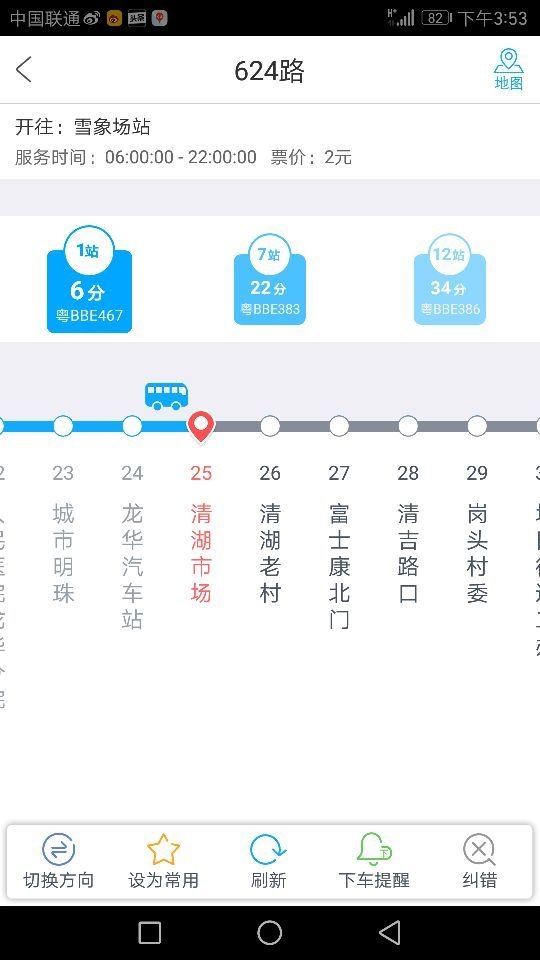 中国联通
82
下午3:53
624路
地图
开往：雪象场站
服务时间：06:00:00 - 22:00:00 票价：2元
1站
6分
粤BBE467
7站
22分
粤BBE383
12站
34分
粤BBE386
23
24
25
26
27
28
29
城市明珠
龙华汽车站
清湖市场
清湖老村
富士康北门
清吉路口
岗头村委
切换方向
设为常用
刷新
下车提醒
纠错